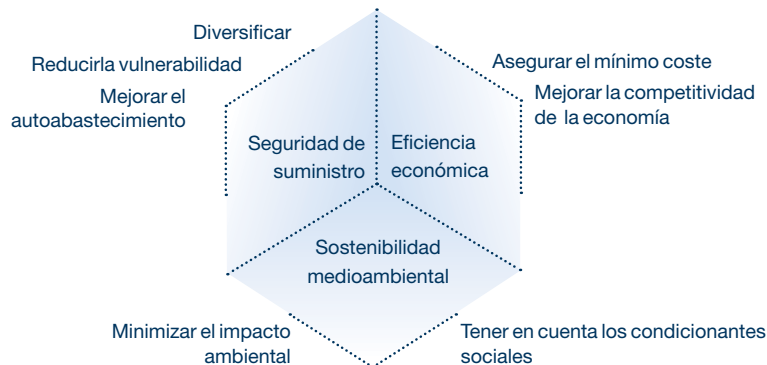 Diversificar
Reducirla vulnerabilidad
Mejorar el
autoabastecimiento
Asegurar el mínimo coste
Mejorar la competitividad
de la economía
Seguridad de
suministro
Eficiencia
económica
Sostenibilidad
medioambiental
Minimizar el impacto
ambiental
Tener en cuenta los condicionantes
sociales